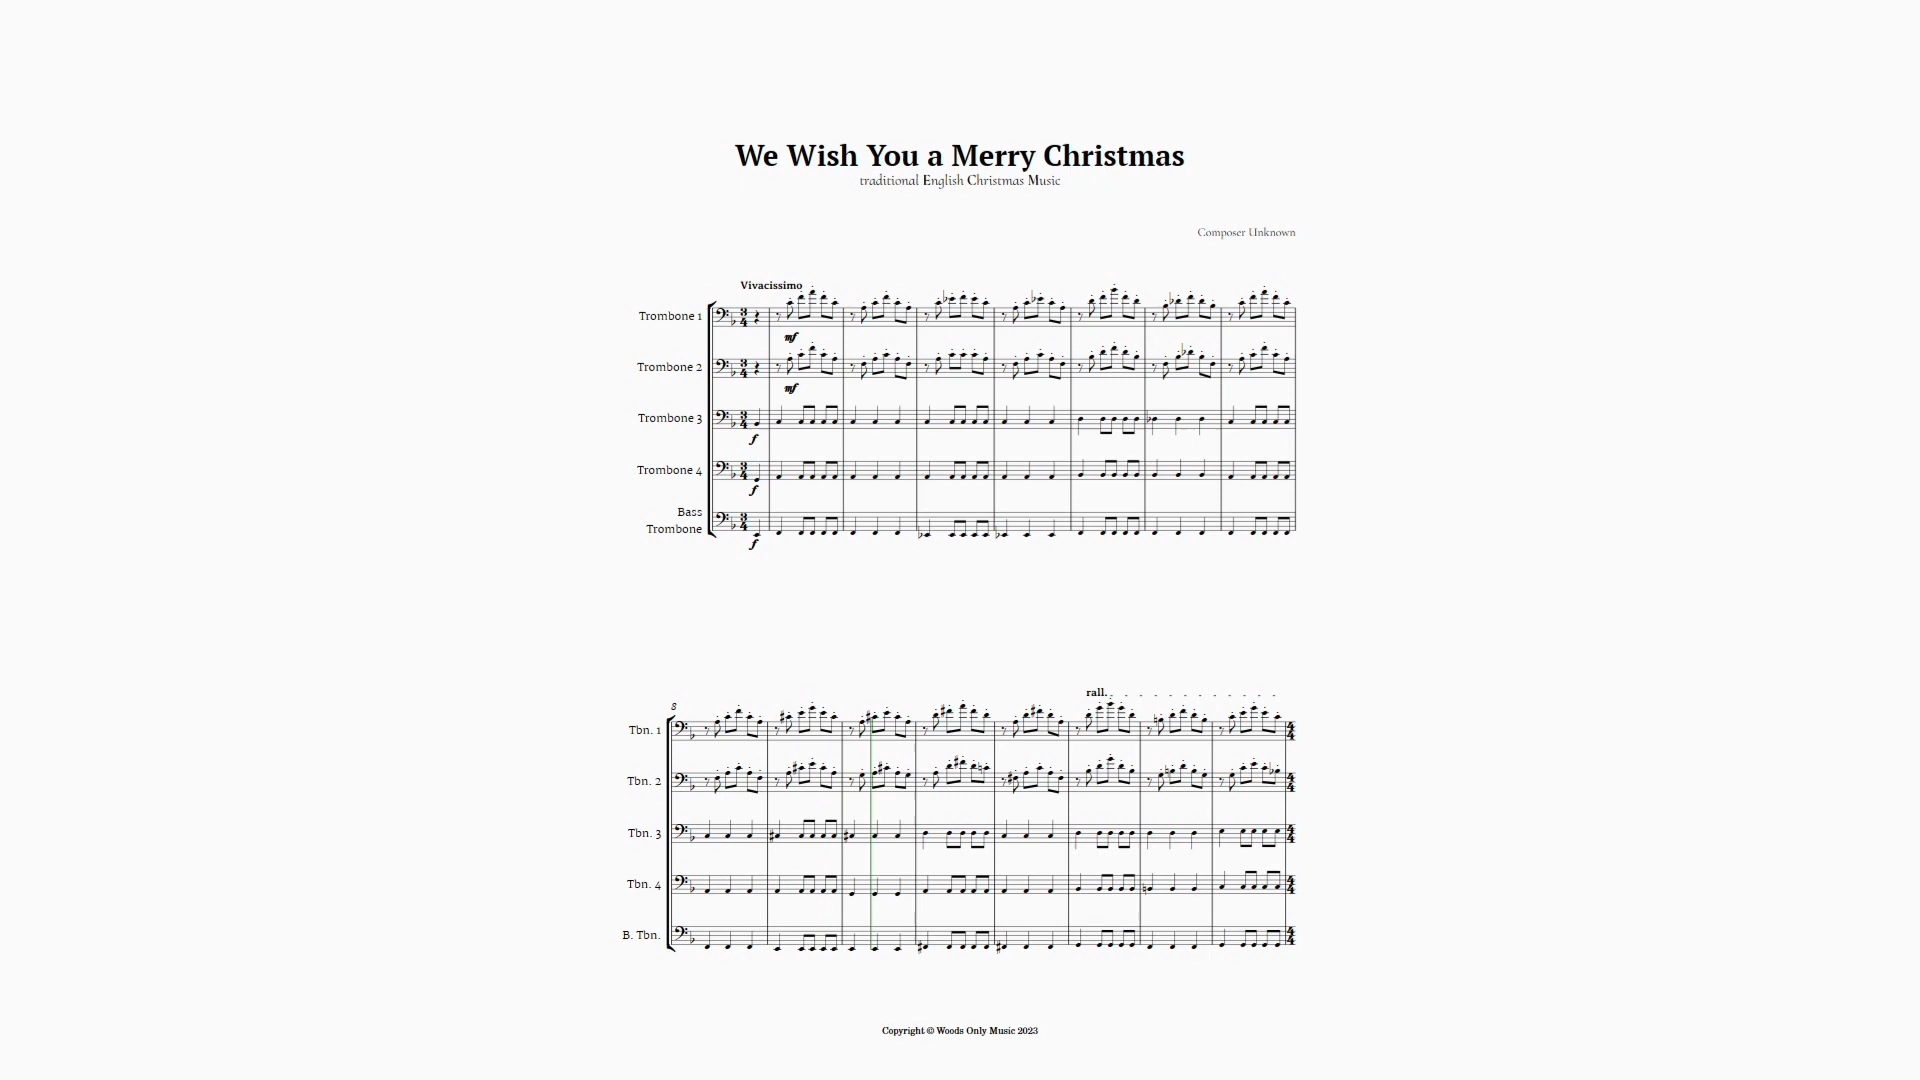 We Wish You a Merry Christmas
traditional English Christmas Music
Composer Unknown
Vivacissimo
Trombone 1
mf
Trombone 2
mf
Trombone 3
f
Trombone 4
f
Bass
Trombone
f
rall.
8
Tbn. 1
Tbn. 2
Tbn. 3
Tbn. 4
B. Tbn.
Copyright © Woods Only Music 2023